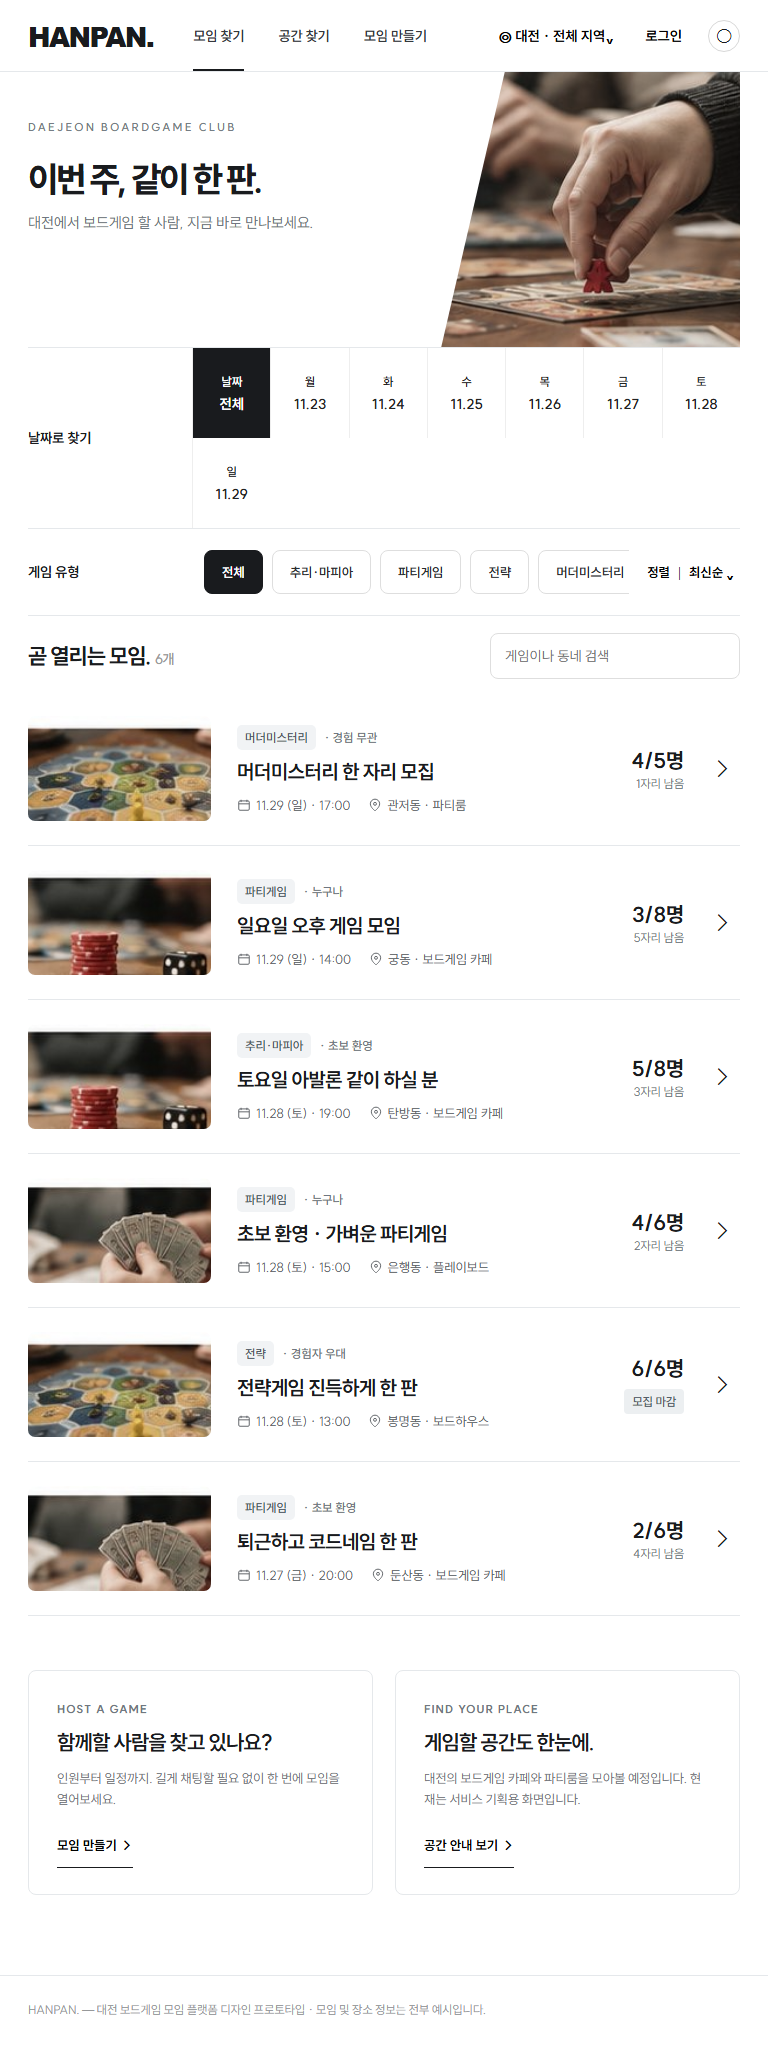 HANPAN.
모임 찾기
공간 찾기
모임 만들기
대전 · 전체 지역
로그인
DAEJEON BOARDGAME CLUB
이번 주, 같이 한 판.
대전에서 보드게임 할 사람, 지금 바로 만나보세요.
날짜로 찾기
날짜
전체
월
11.23
화
11.24
수
11.25
목
11.26
금
11.27
토
11.28
일
11.29
게임 유형
전체
추리·마피아
파티게임
전략
머더미스터리
정렬 | 최신순
곧 열리는 모임. 6개
게임이나 동네 검색
머더미스터리 · 경험 무관
머더미스터리 한 자리 모집
11.29 (일) · 17:00 관저동 · 파티룸
4/5명
1자리 남음
파티게임 · 누구나
일요일 오후 게임 모임
11.29 (일) · 14:00 궁동 · 보드게임 카페
3/8명
5자리 남음
추리·마피아 · 초보 환영
토요일 아발론 같이 하실 분
11.28 (토) · 19:00 탄방동 · 보드게임 카페
5/8명
3자리 남음
파티게임 · 누구나
초보 환영 · 가벼운 파티게임
11.28 (토) · 15:00 은행동 · 플레이보드
4/6명
2자리 남음
전략 · 경험자 우대
전략게임 진득하게 한 판
11.28 (토) · 13:00 봉명동 · 보드하우스
6/6명
모집 마감
파티게임 · 초보 환영
퇴근하고 코드네임 한 판
11.27 (금) · 20:00 둔산동 · 보드게임 카페
2/6명
4자리 남음
HOST A GAME
함께할 사람을 찾고 있나요?
인원부터 일정까지. 길게 채팅할 필요 없이 한 번에 모임을
열어보세요.
모임 만들기
FIND YOUR PLACE
게임할 공간도 한눈에.
대전의 보드게임 카페와 파티룸을 모아볼 예정입니다. 현
재는 서비스 기획용 화면입니다.
공간 안내 보기
HANPAN. — 대전 보드게임 모임 플랫폼 디자인 프로토타입 · 모임 및 장소 정보는 전부 예시입니다.